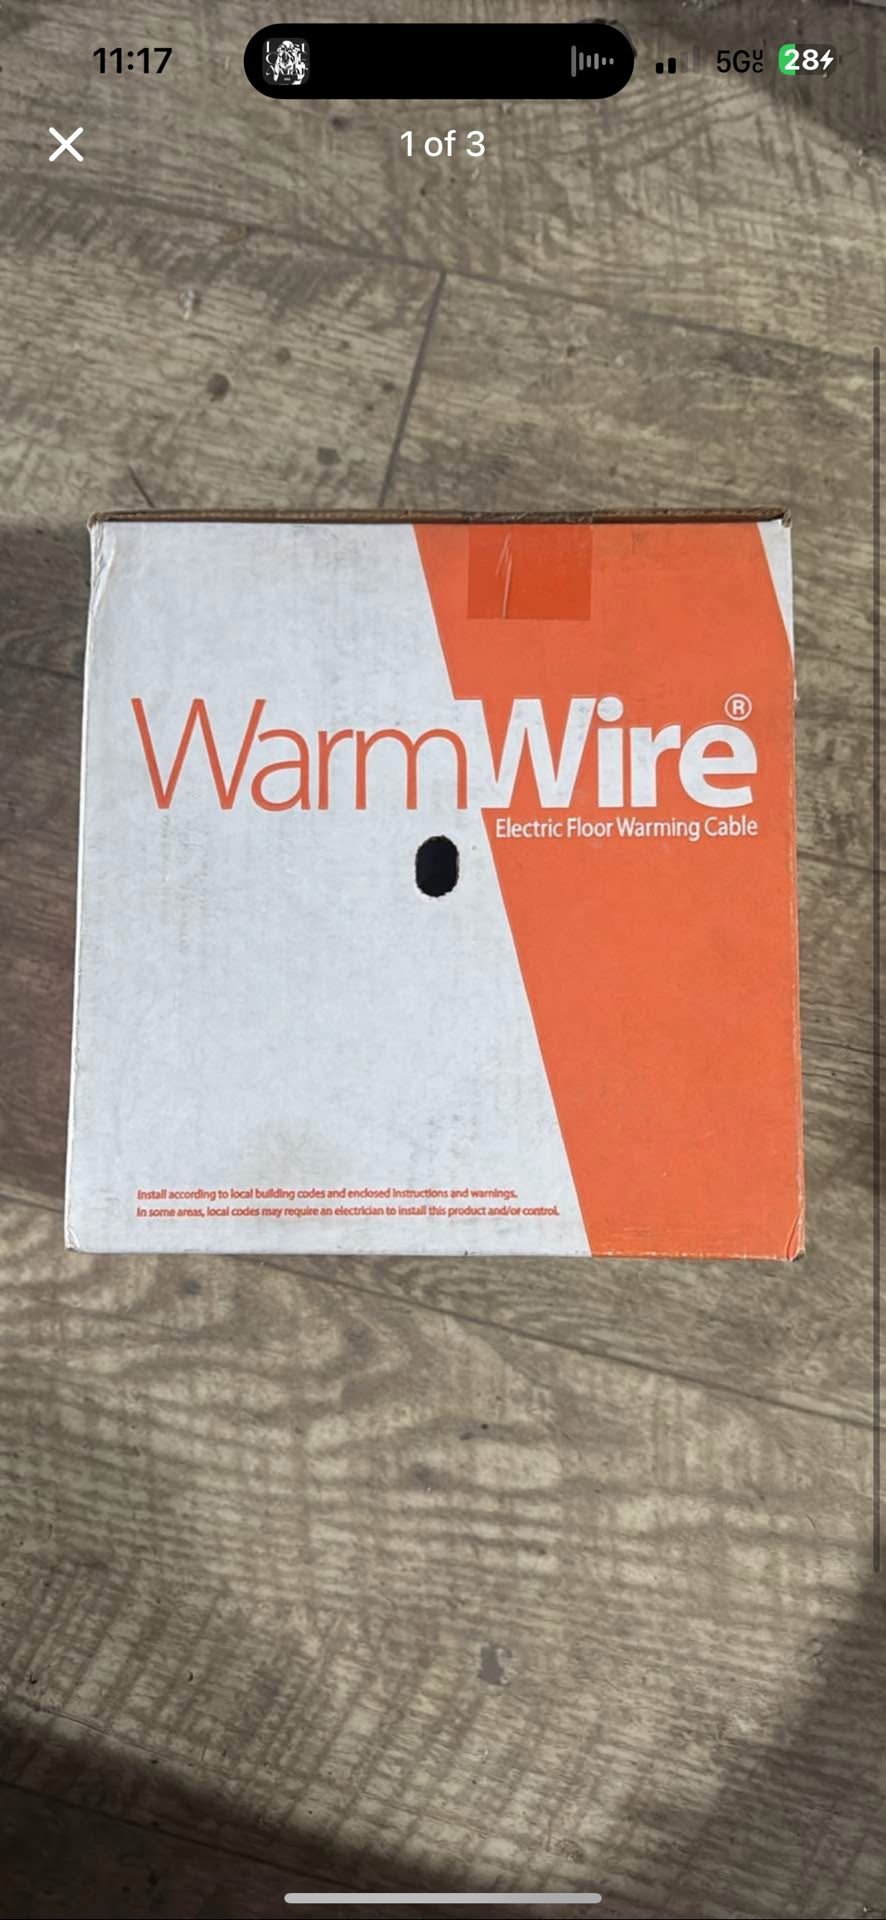 11:17
5G UC
28
1 of 3
WarmWire®
Electric Floor Warming Cable
Install according to local building codes and enclosed instructions and warnings.
In some areas, local codes may require an electrician to install this product and/or control.